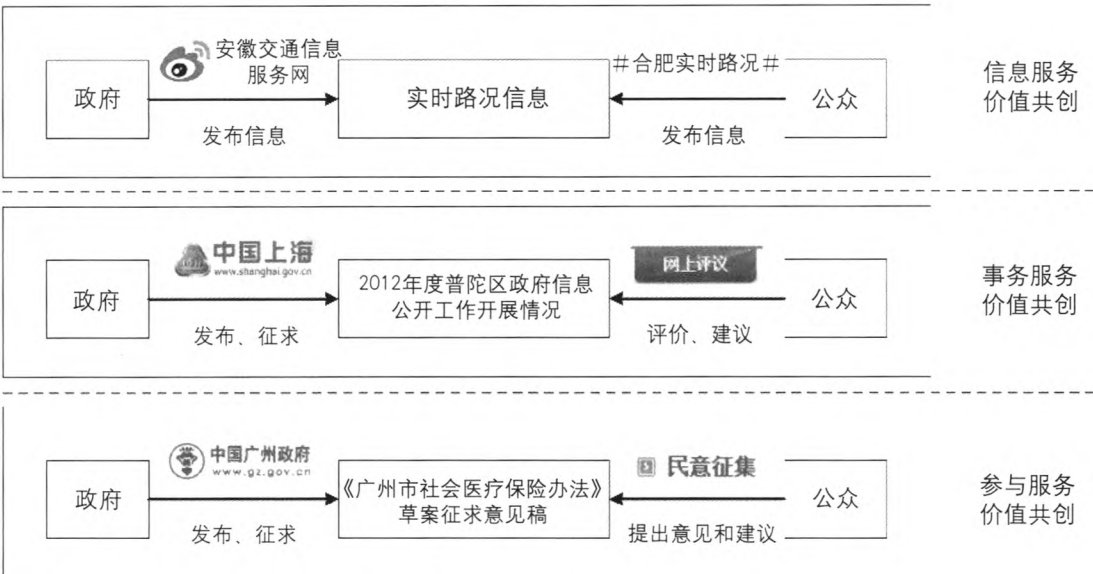 安徽交通信息
服务网
政府
发布信息
实时路况信息
#合肥实时路况#
发布信息
公众
信息服务
价值共创
中国上海
www.shanghai.gov.cn
政府
发布、征求
2012年度普陀区政府信息
公开工作开展情况
网上评议
评价、建议
公众
事务服务
价值共创
中国广州政府
www.gz.gov.cn
政府
发布、征求
《广州市社会医疗保险办法》
草案征求意见稿
民意征集
提出意见和建议
公众
参与服务
价值共创